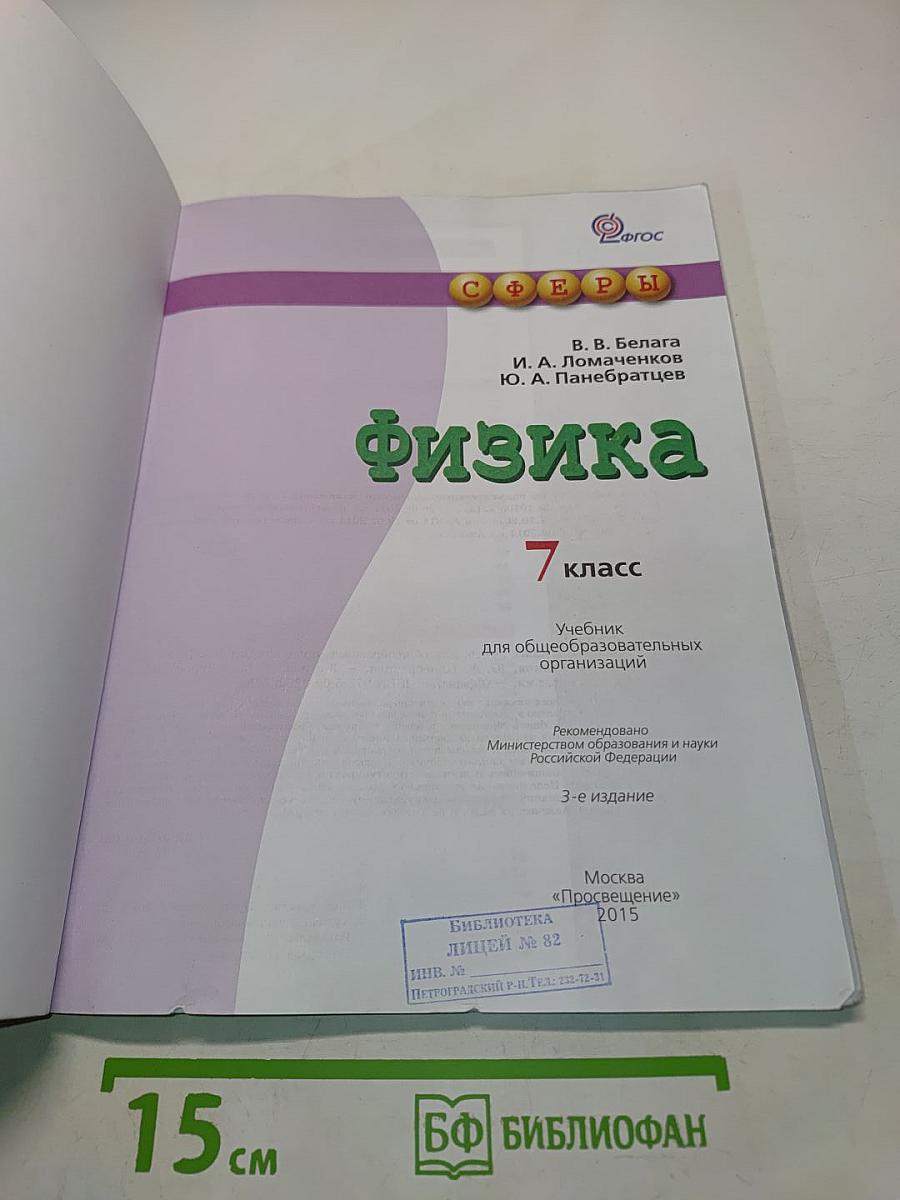 ФГОС
СФЕРЫ
В. В. Белага
И. А. Ломаченков
Ю. А. Панебратцев
Физика
7 класс
Учебник
для общеобразовательных
организаций
Рекомендовано
Министерством образования и науки
Российской Федерации
3-е издание
Москва
«Просвещение»
2015
БИБЛИОТЕКА
ЛИЦЕЙ № 82
ИНВ. №
ПЕТРОГРАДСКИЙ Р-Н. ТЕЛ.: 232-72-31
15 см
БФ БИБЛИОФАН